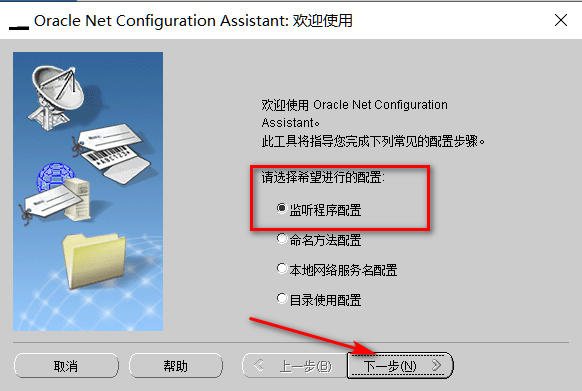 Oracle Net Configuration Assistant: 欢迎使用
欢迎使用 Oracle Net Configuration
Assistant。
此工具将指导您完成下列常见的配置步骤。
请选择希望进行的配置:
监听程序配置
命名方法配置
本地网络服务名配置
目录使用配置
取消
帮助
上一步(B)
下一步(N)